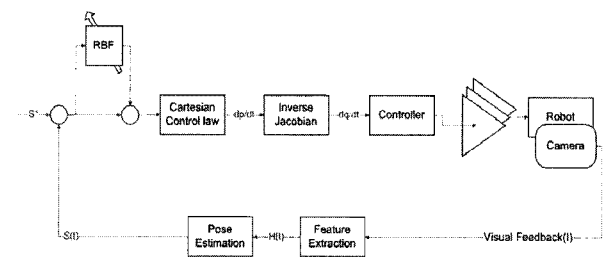 RBF
S*
Cartesian
Control law
dp/dt
Inverse
Jacobian
dq/dt
Controller
Robot
Camera
S(t)
Pose
Estimation
H(t)
Feature
Extraction
Visual Feedback(I)